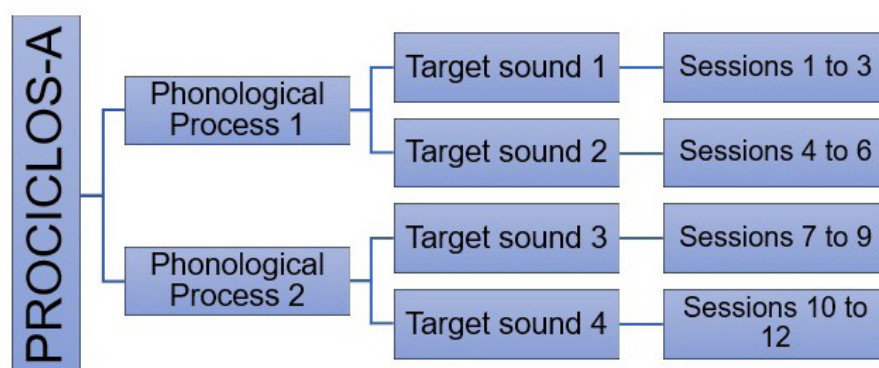 PROCICLOS-A
Phonological
Process 1
Target sound 1
Sessions 1 to 3
Target sound 2
Sessions 4 to 6
Phonological
Process 2
Target sound 3
Sessions 7 to 9
Target sound 4
Sessions 10 to
12